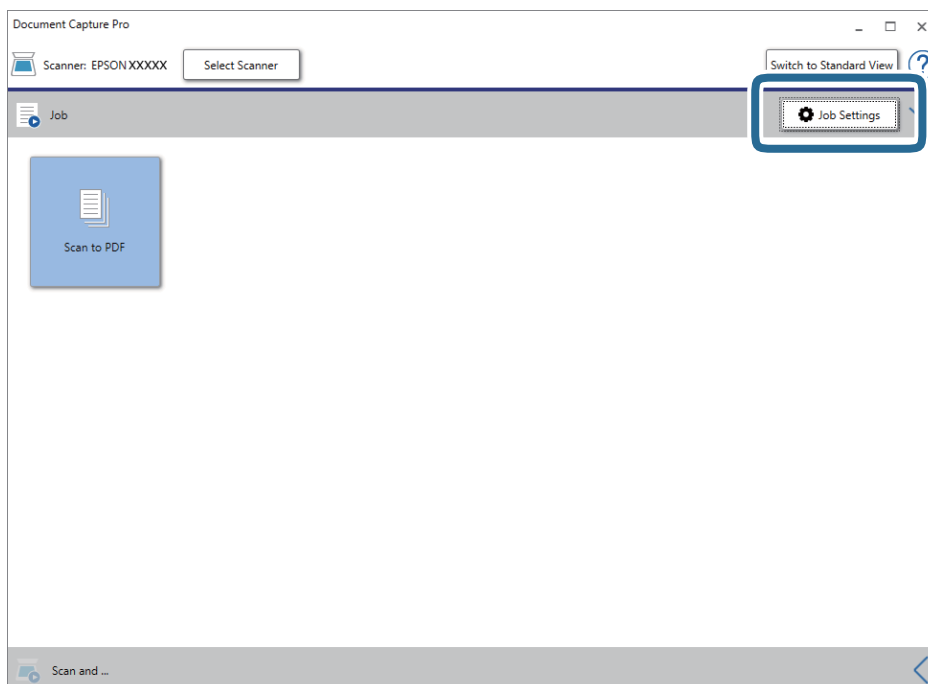 Document Capture Pro
Scanner: EPSON XXXXX Select Scanner Switch to Standard View ?
Job Job Settings
Scan to PDF
Scan and ...